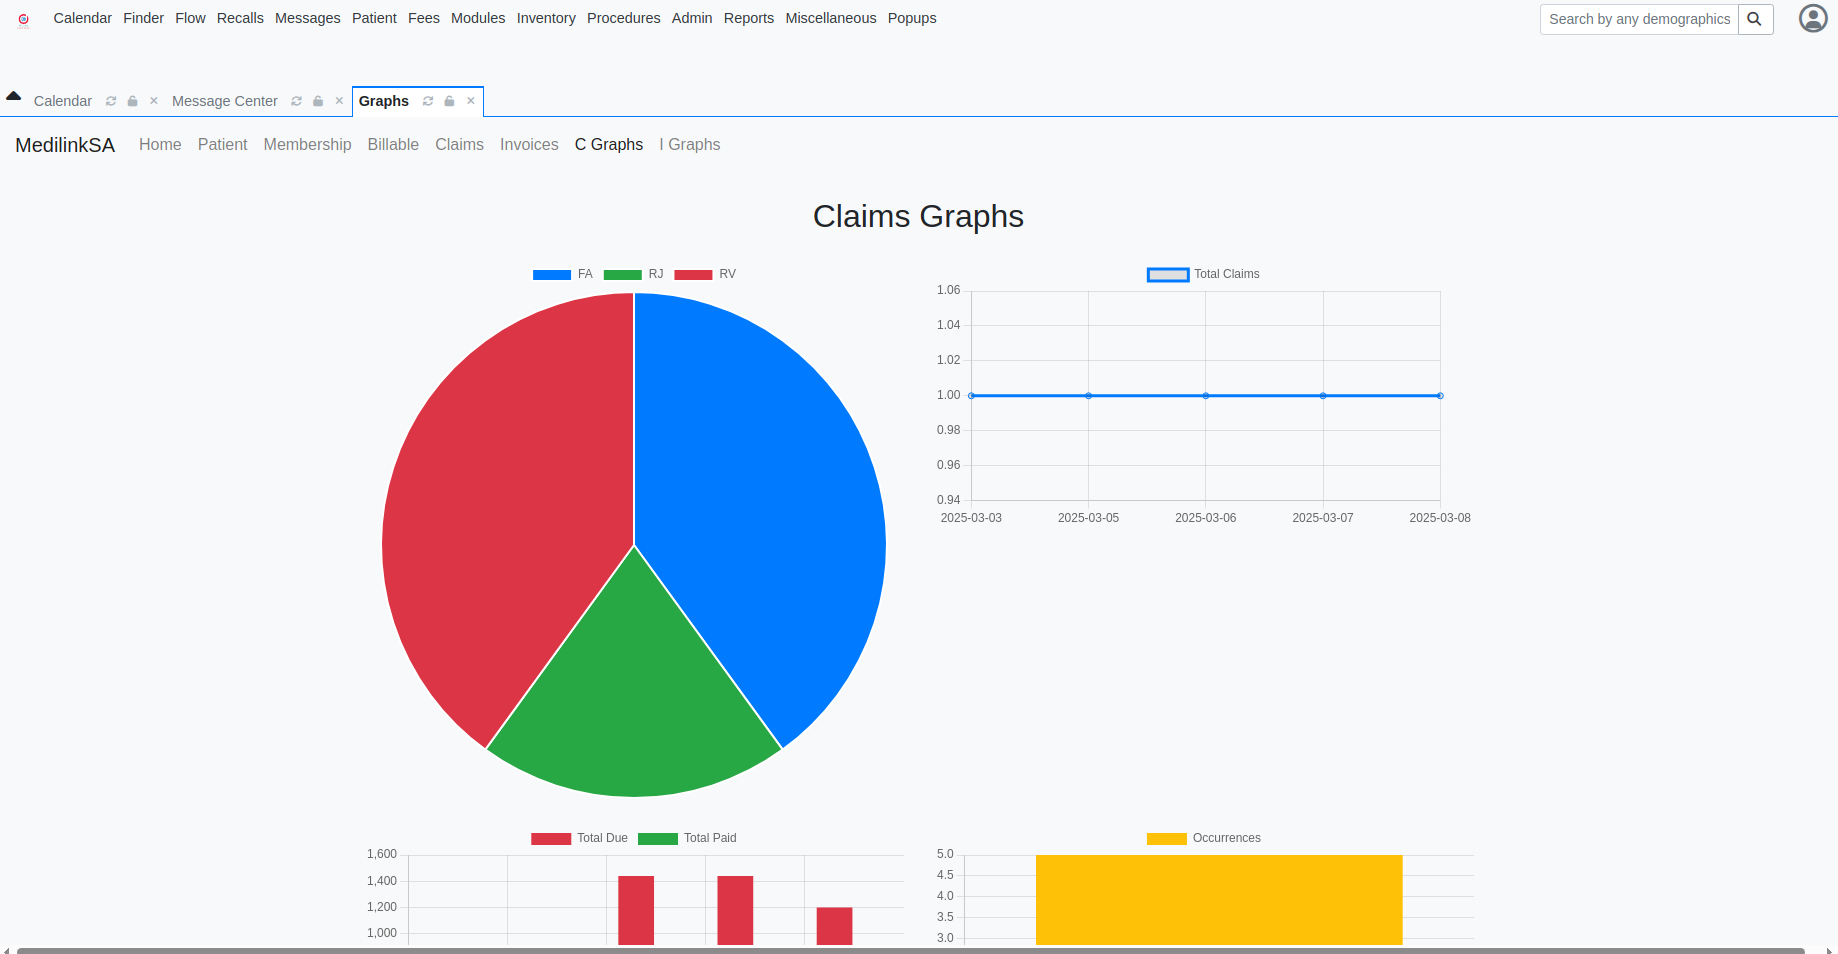 Calendar Finder Flow Recalls Messages Patient Fees Modules Inventory Procedures Admin Reports Miscellaneous Popups
Search by any demographics
Calendar Message Center Graphs
MedilinkSA Home Patient Membership Billable Claims Invoices C Graphs I Graphs
Claims Graphs
FA RJ RV
Total Claims
1.06
1.04
1.02
1.00
0.98
0.96
0.94
2025-03-03 2025-03-05 2025-03-06 2025-03-07 2025-03-08
Total Due Total Paid
1,600
1,400
1,200
1,000
Occurrences
5.0
4.5
4.0
3.5
3.0